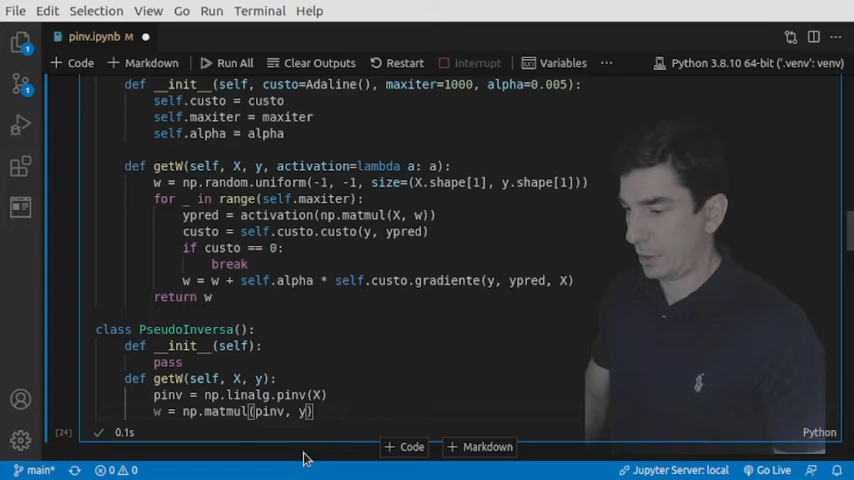 File Edit Selection View Go Run Terminal Help
pinv.ipynb M
+ Code + Markdown Run All Clear Outputs Restart Interrupt Variables ... Python 3.8.10 64-bit ('.venv': venv)
def __init__(self, custo=Adaline(), maxiter=1000, alpha=0.005):
self.custo = custo
self.maxiter = maxiter
self.alpha = alpha
def getW(self, X, y, activation=lambda a: a):
w = np.random.uniform(-1, -1, size=(X.shape[1], y.shape[1]))
for _ in range(self.maxiter):
ypred = activation(np.matmul(X, w))
custo = self.custo.custo(y, ypred)
if custo == 0:
break
w = w + self.alpha * self.custo.gradiente(y, ypred, X)
return w
class PseudoInversa():
def __init__(self):
pass
def getW(self, X, y):
pinv = np.linalg.pinv(X)
w = np.matmul(pinv, y)
[24] 0.1s Python
+ Code + Markdown
main* 0 0 Jupyter Server: local Go Live
1
1